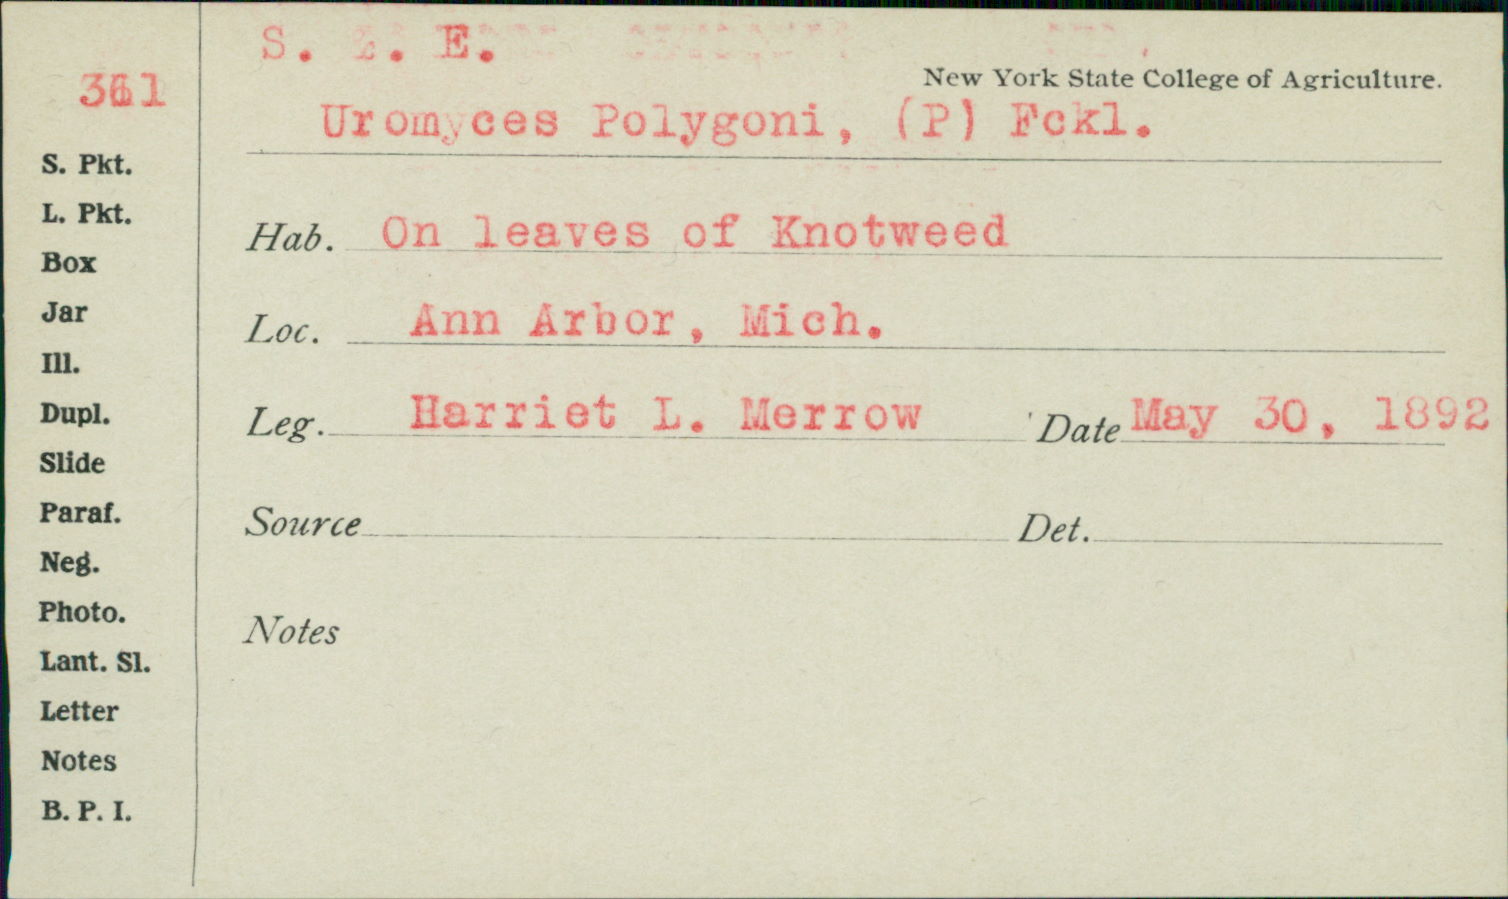 S. E. E.
New York State College of Agriculture.
Uromyces Polygoni, (P) Fckl.
S. Pkt.
L. Pkt.
Hab. On leaves of Knotweed
Box
Jar
Loc. Ann Arbor, Mich.
Ill.
Dupl.
Leg. Harriet L. Merrow Date May 30, 1892
Slide
Paraf.
Source Det.
Neg.
Photo.
Notes
Lant. Sl.
Letter
Notes
B. P. I.